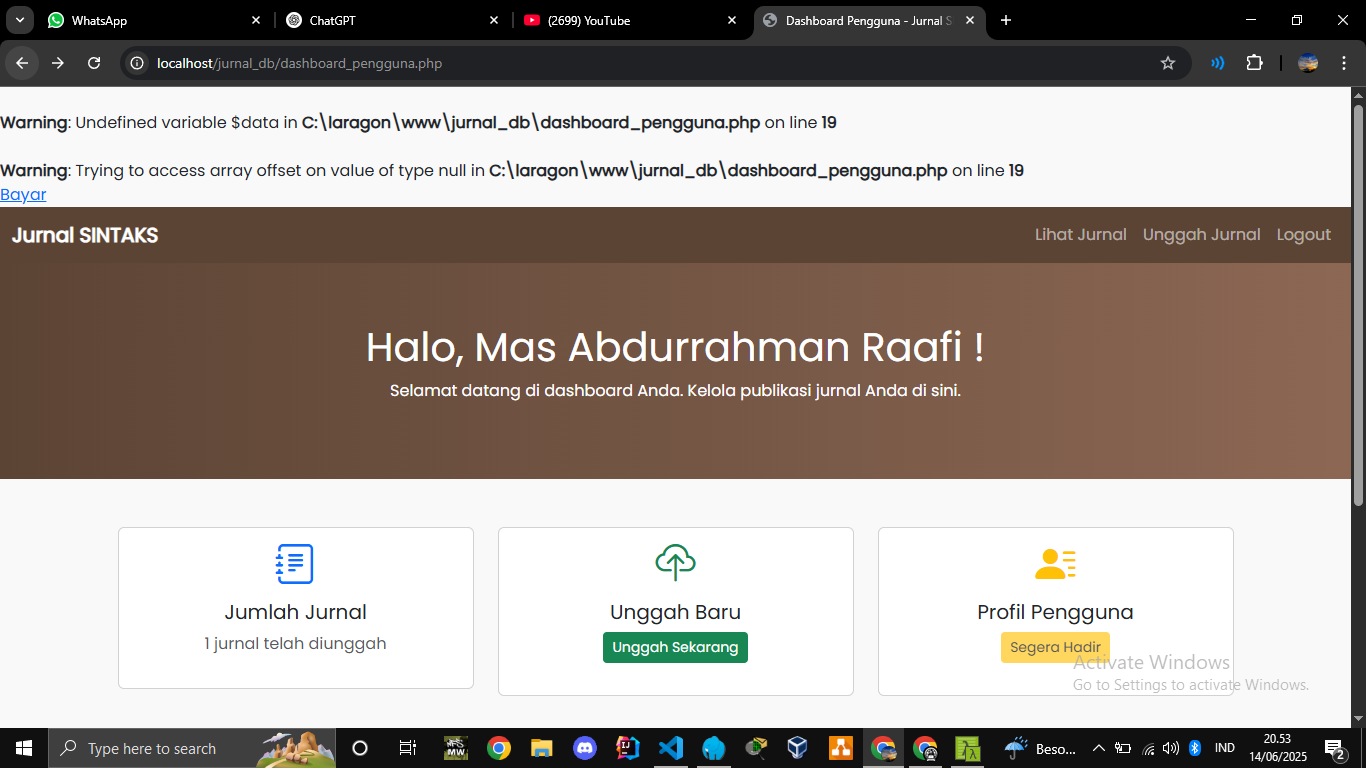 WhatsApp
ChatGPT
(2699) YouTube
Dashboard Pengguna - Jurnal S
localhost/jurnal_db/dashboard_pengguna.php
Warning: Undefined variable $data in C:\laragon\www\jurnal_db\dashboard_pengguna.php on line 19
Warning: Trying to access array offset on value of type null in C:\laragon\www\jurnal_db\dashboard_pengguna.php on line 19
Bayar
Jurnal SINTAKS
Lihat Jurnal
Unggah Jurnal
Logout
Halo, Mas Abdurrahman Raafi !
Selamat datang di dashboard Anda. Kelola publikasi jurnal Anda di sini.
Jumlah Jurnal
1 jurnal telah diunggah
Unggah Baru
Unggah Sekarang
Profil Pengguna
Segera Hadir
Activate Windows
Go to Settings to activate Windows.
Type here to search
MW
Beso...
IND
20.53
14/06/2025
2